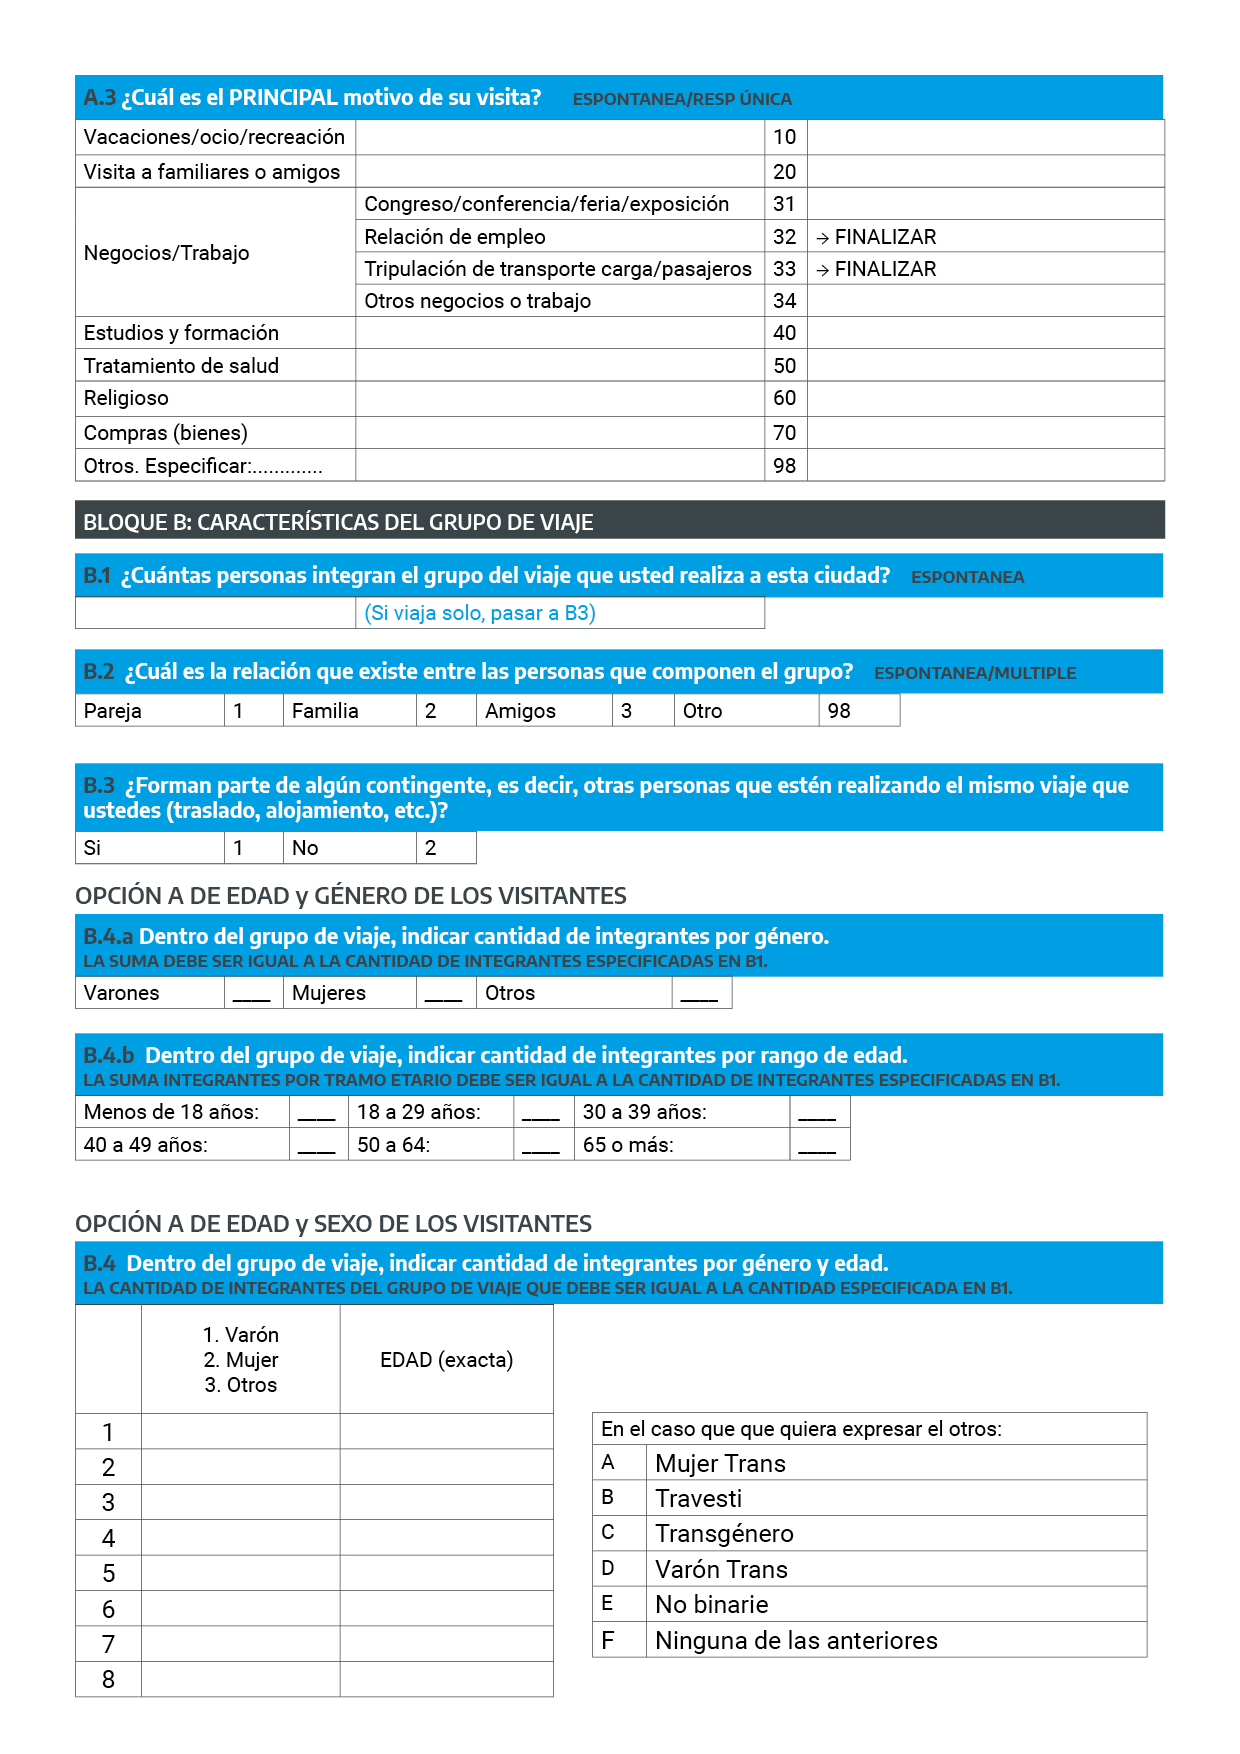 A.3 ¿Cuál es el PRINCIPAL motivo de su visita? ESPONTANEA/RESP ÚNICA
Vacaciones/ocio/recreación 10
Visita a familiares o amigos 20
Negocios/Trabajo
Congreso/conferencia/feria/exposición 31
Relación de empleo 32 → FINALIZAR
Tripulación de transporte carga/pasajeros 33 → FINALIZAR
Otros negocios o trabajo 34
Estudios y formación 40
Tratamiento de salud 50
Religioso 60
Compras (bienes) 70
Otros. Especificar:............. 98
BLOQUE B: CARACTERÍSTICAS DEL GRUPO DE VIAJE
B.1 ¿Cuántas personas integran el grupo del viaje que usted realiza a esta ciudad? ESPONTANEA
(Si viaja solo, pasar a B3)
B.2 ¿Cuál es la relación que existe entre las personas que componen el grupo? ESPONTANEA/MULTIPLE
Pareja 1 Familia 2 Amigos 3 Otro 98
B.3 ¿Forman parte de algún contingente, es decir, otras personas que estén realizando el mismo viaje que
ustedes (traslado, alojamiento, etc.)?
Si 1 No 2
OPCIÓN A DE EDAD y GÉNERO DE LOS VISITANTES
B.4.a Dentro del grupo de viaje, indicar cantidad de integrantes por género.
LA SUMA DEBE SER IGUAL A LA CANTIDAD DE INTEGRANTES ESPECIFICADAS EN B1.
Varones ____ Mujeres ____ Otros ____
B.4.b Dentro del grupo de viaje, indicar cantidad de integrantes por rango de edad.
LA SUMA INTEGRANTES POR TRAMO ETARIO DEBE SER IGUAL A LA CANTIDAD DE INTEGRANTES ESPECIFICADAS EN B1.
Menos de 18 años: ____ 18 a 29 años: ____ 30 a 39 años: ____
40 a 49 años: ____ 50 a 64: ____ 65 o más: ____
OPCIÓN A DE EDAD y SEXO DE LOS VISITANTES
B.4 Dentro del grupo de viaje, indicar cantidad de integrantes por género y edad.
LA CANTIDAD DE INTEGRANTES DEL GRUPO DE VIAJE QUE DEBE SER IGUAL A LA CANTIDAD ESPECIFICADA EN B1.
1. Varón
2. Mujer
3. Otros
EDAD (exacta)
1
2
3
4
5
6
7
8
En el caso que que quiera expresar el otros:
A Mujer Trans
B Travesti
C Transgénero
D Varón Trans
E No binarie
F Ninguna de las anteriores